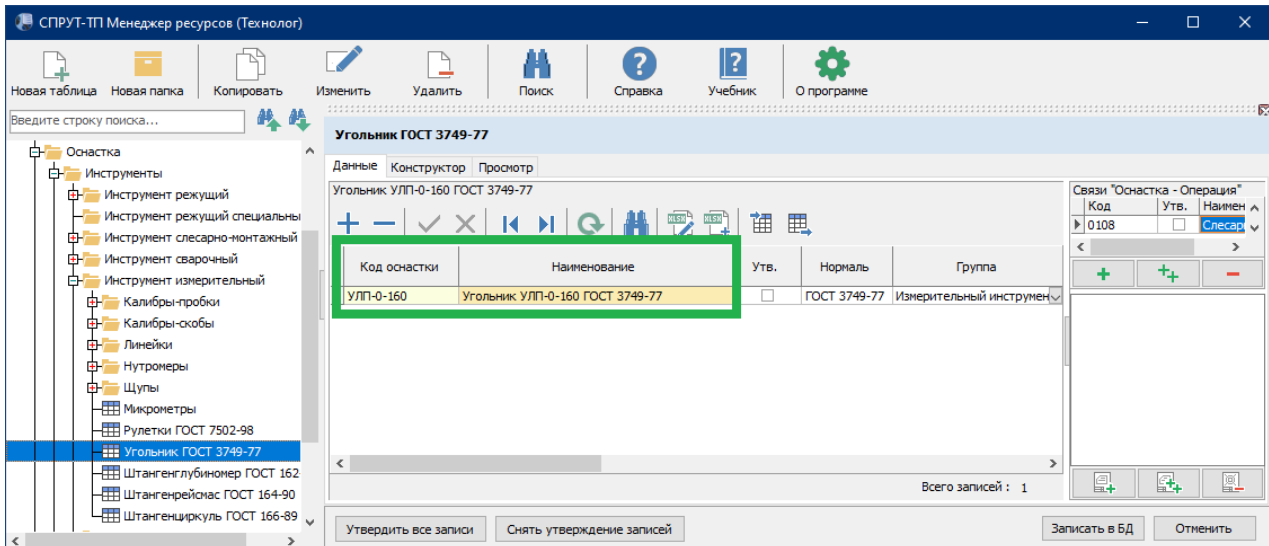 СПРУТ-ТП Менеджер ресурсов (Технолог)
Новая таблица Новая папка Копировать Изменить Удалить Поиск Справка Учебник О программе
Введите строку поиска...
Оснастка
Инструменты
Инструмент режущий
Инструмент режущий специальны
Инструмент слесарно-монтажный
Инструмент сварочный
Инструмент измерительный
Калибры-пробки
Калибры-скобы
Линейки
Нутромеры
Щупы
Микрометры
Рулетки ГОСТ 7502-98
Угольник ГОСТ 3749-77
Штангенглубиномер ГОСТ 162-
Штангенрейсмас ГОСТ 164-90
Штангенциркуль ГОСТ 166-89
Угольник ГОСТ 3749-77
Данные Конструктор Просмотр
Угольник УЛП-0-160 ГОСТ 3749-77
XLSX XLSX
Код оснастки Наименование Утв. Нормаль Группа
УЛП-0-160 Угольник УЛП-0-160 ГОСТ 3749-77 ГОСТ 3749-77 Измерительный инструмен
Всего записей : 1
Связи "Оснастка - Операция"
Код Утв. Наимен
0108 Слесар
Утвердить все записи Снять утверждение записей Записать в БД Отменить